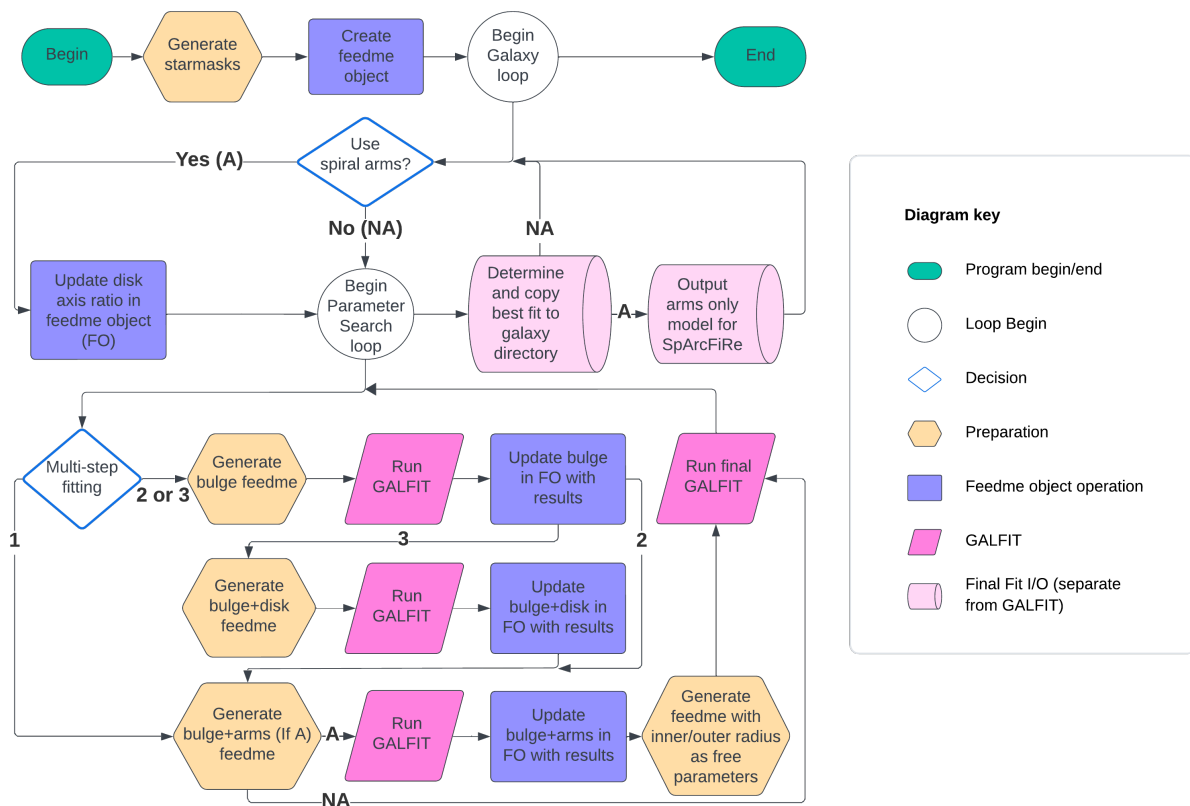 Begin
Generate
starmasks
Create
feedme
object
Begin
Galaxy
loop
End
Use
spiral arms?
Yes (A)
No (NA)
NA
Update disk
axis ratio in
feedme object
(FO)
Begin
Parameter
Search
loop
Determine
and copy
best fit to
galaxy
directory
A
Output
arms only
model for
SpArcFiRe
Multi-step
fitting
2 or 3
Generate
bulge feedme
Run
GALFIT
Update bulge
in FO with
results
Run final
GALFIT
1
3
2
Generate
bulge+disk
feedme
Run
GALFIT
Update
bulge+disk in
FO with results
Generate
bulge+arms (If A)
feedme
A
Run
GALFIT
Update
bulge+arms in
FO with results
Generate
feedme with
inner/outer radius
as free
parameters
NA
Diagram key
Program begin/end
Loop Begin
Decision
Preparation
Feedme object operation
GALFIT
Final Fit I/O (separate
from GALFIT)